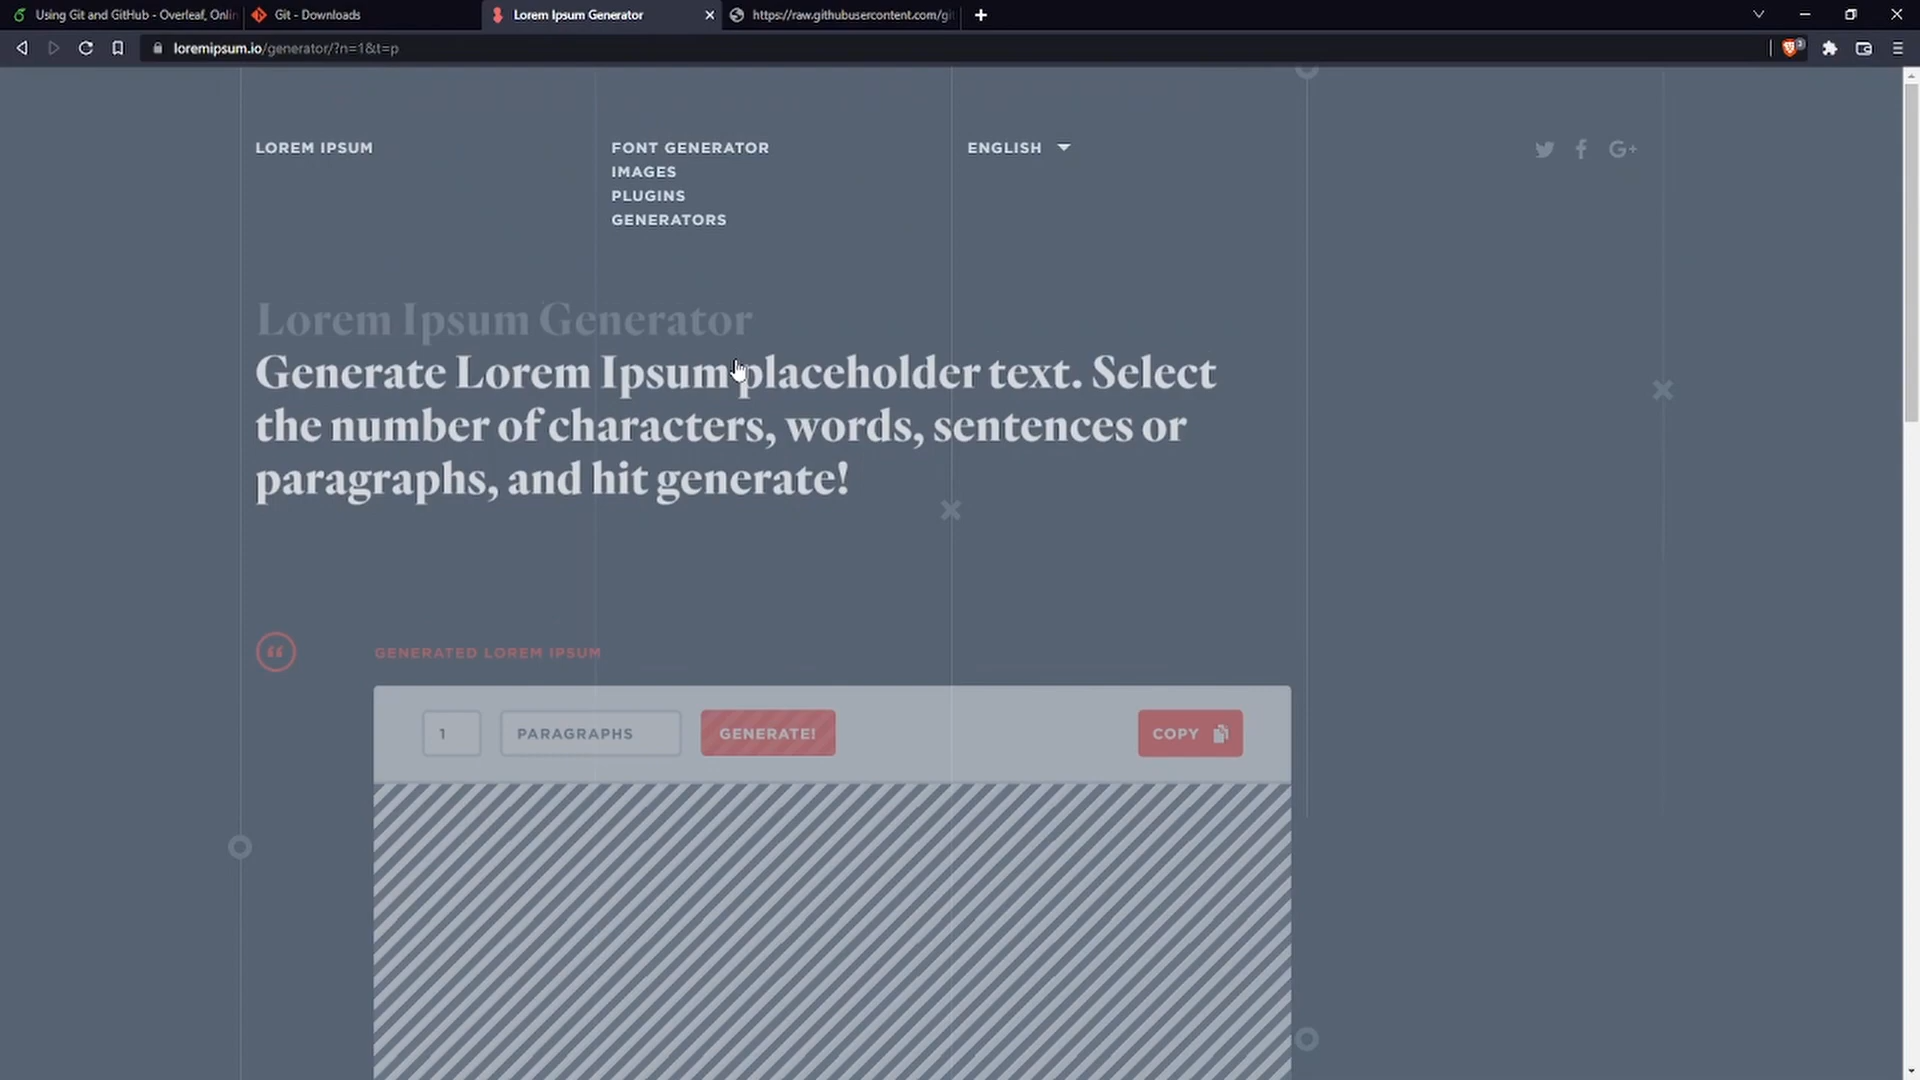 Using Git and GitHub - Overleaf, Onlin
Git - Downloads
Lorem Ipsum Generator
https://raw.githubusercontent.com/gi
loremipsum.io/generator/?n=1&t=p
LOREM IPSUM
FONT GENERATOR
IMAGES
PLUGINS
GENERATORS
ENGLISH
G+
Lorem Ipsum Generator
Generate Lorem Ipsum placeholder text. Select
the number of characters, words, sentences or
paragraphs, and hit generate!
GENERATED LOREM IPSUM
1
PARAGRAPHS
GENERATE!
COPY